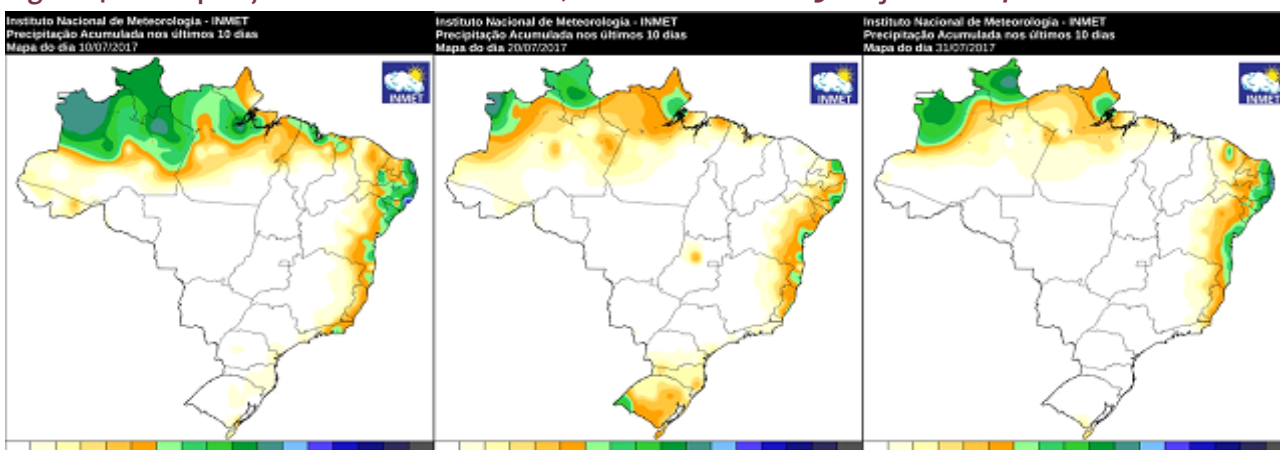 Instituto Nacional de Meteorologia - INMET
Precipitação Acumulada nos últimos 10 dias
Mapa do dia 10/07/2017
INMET
Instituto Nacional de Meteorologia - INMET
Precipitação Acumulada nos últimos 10 dias
Mapa do dia 20/07/2017
INMET
Instituto Nacional de Meteorologia - INMET
Precipitação Acumulada nos últimos 10 dias
Mapa do dia 31/07/2017
INMET